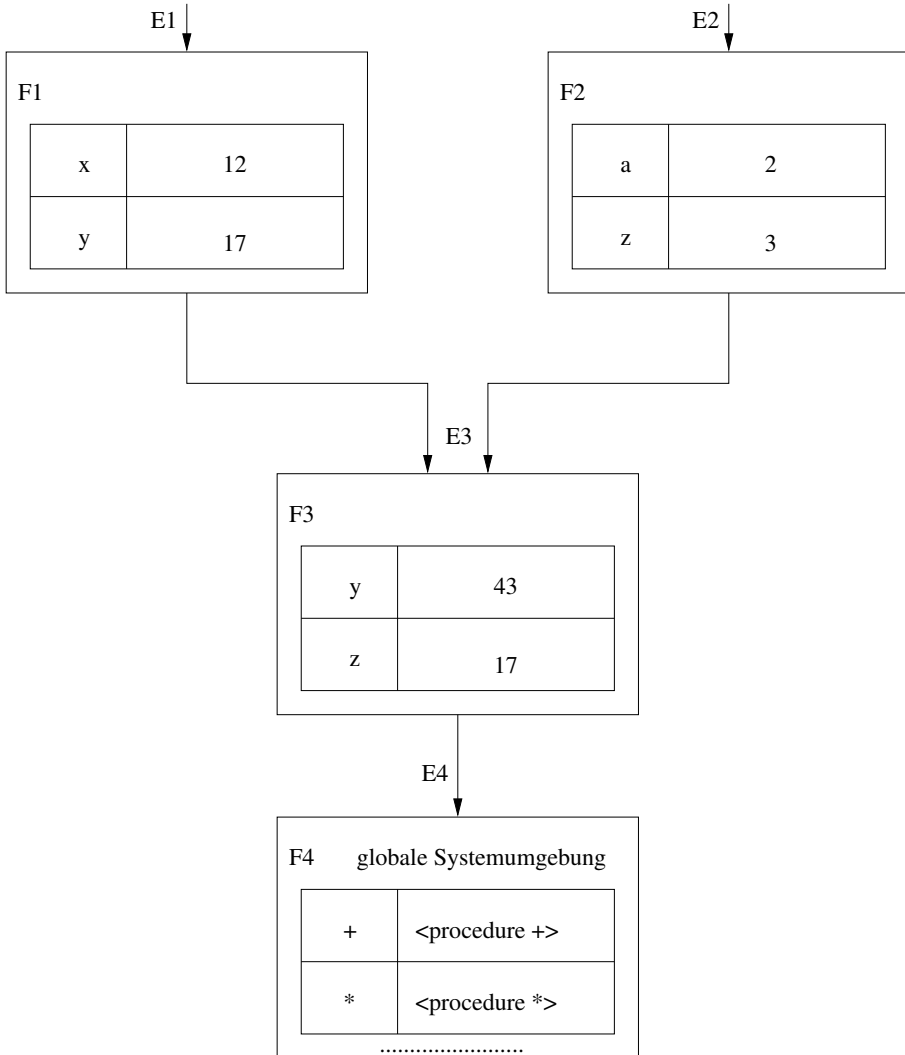 E1
E2
F1
F2
x 12
a 2
y 17
z 3
E3
F3
y 43
z 17
E4
F4 globale Systemumgebung
+ <procedure +>
* <procedure *>
........................